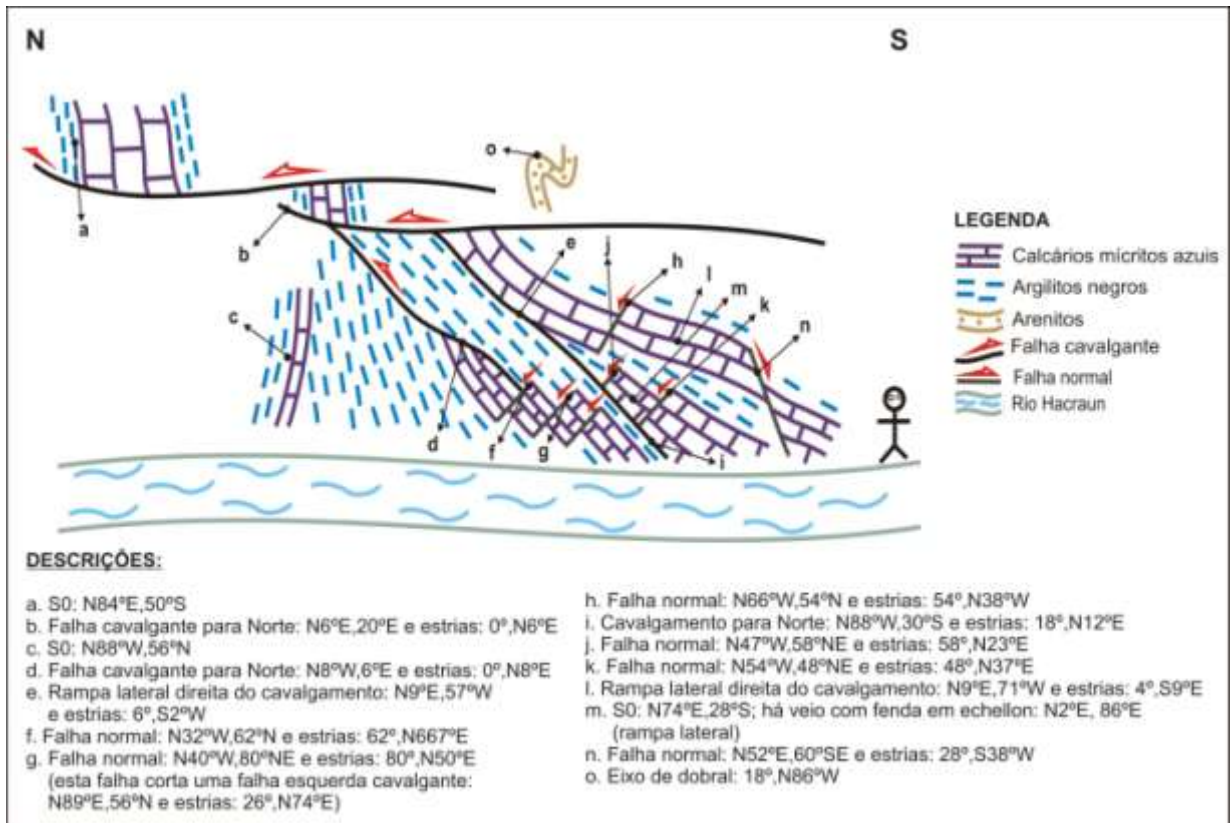 N
S
o
a
b
e
j
h
l
m
k
n
c
d
f
g
i
LEGENDA
Calcários mícritos azuis
Argilitos negros
Arenitos
Falha cavalgante
Falha normal
Rio Hacraun
DESCRIÇÕES:
a. S0: N84ºE,50ºS
b. Falha cavalgante para Norte: N6ºE,20ºE e estrias: 0º,N6ºE
c. S0: N88ºW,56ºN
d. Falha cavalgante para Norte: N8ºW,6ºE e estrias: 0º,N8ºE
e. Rampa lateral direita do cavalgamento: N9ºE,57ºW
e estrias: 6º,S2ºW
f. Falha normal: N32ºW,62ºN e estrias: 62º,N667ºE
g. Falha normal: N40ºW,80ºNE e estrias: 80º,N50ºE
(esta falha corta uma falha esquerda cavalgante:
N89ºE,56ºN e estrias: 26º,N74ºE)
h. Falha normal: N66ºW,54ºN e estrias: 54º,N38ºW
i. Cavalgamento para Norte: N88ºW,30ºS e estrias: 18º,N12ºE
j. Falha normal: N47ºW,58ºNE e estrias: 58º,N23ºE
k. Falha normal: N54ºW,48ºNE e estrias: 48º,N37ºE
l. Rampa lateral direita do cavalgamento: N9ºE,71ºW e estrias: 4º,S9ºE
m. S0: N74ºE,28ºS; há veio com fenda em echellon: N2ºE, 86ºE
(rampa lateral)
n. Falha normal: N52ºE,60ºSE e estrias: 28º,S38ºW
o. Eixo de dobral: 18º,N86ºW